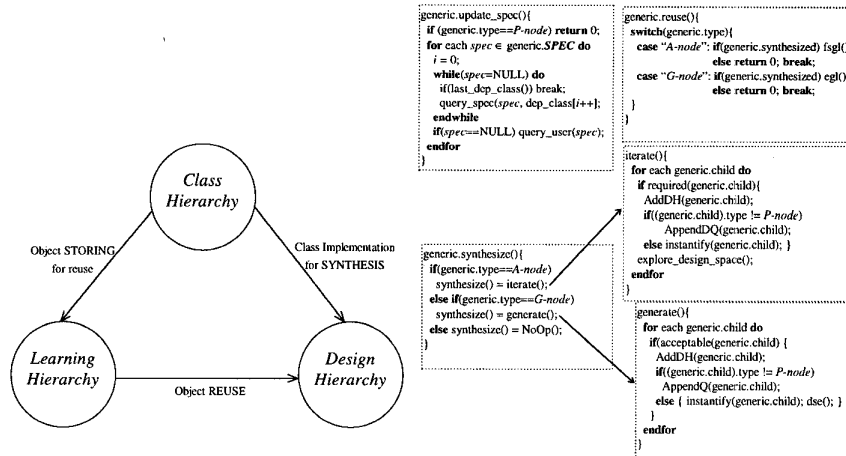 Class
Hierarchy
Object STORING
for reuse
Class Implementation
for SYNTHESIS
Learning
Hierarchy
Design
Hierarchy
Object REUSE
generic.update_spec(){
if (generic.type==P-node) return 0;
for each spec ∈ generic.SPEC do
i = 0;
while(spec=NULL) do
if(last_dep_class()) break;
query_spec(spec, dep_class[i++];
endwhile
if(spec==NULL) query_user(spec);
endfor
}
generic.reuse(){
switch(generic.type){
case “A-node”: if(generic.synthesized) fsgl()
else return 0; break;
case “G-node”: if(generic.synthesized) egl()
else return 0; break;
}
}
generic.synthesize(){
if(generic.type==A-node)
synthesize() = iterate();
else if(generic.type==G-node)
synthesize() = generate();
else synthesize() = NoOp();
}
iterate(){
for each generic.child do
if required(generic.child){
AddDH(generic.child);
if((generic.child).type != P-node)
AppendDQ(generic.child);
else instantify(generic.child); }
explore_design_space();
endfor
}
generate(){
for each generic.child do
if(acceptable(generic.child) {
AddDH(generic.child);
if((generic.child).type != P-node)
AppendQ(generic.child);
else { instantify(generic.child); dse(); }
}
endfor
}